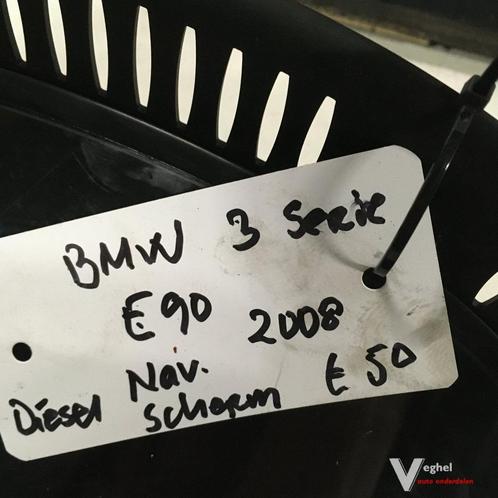 BMW 3 Serie
E90 2008
Diesel Nav. scherm € 50
Veghel
auto onderdelen